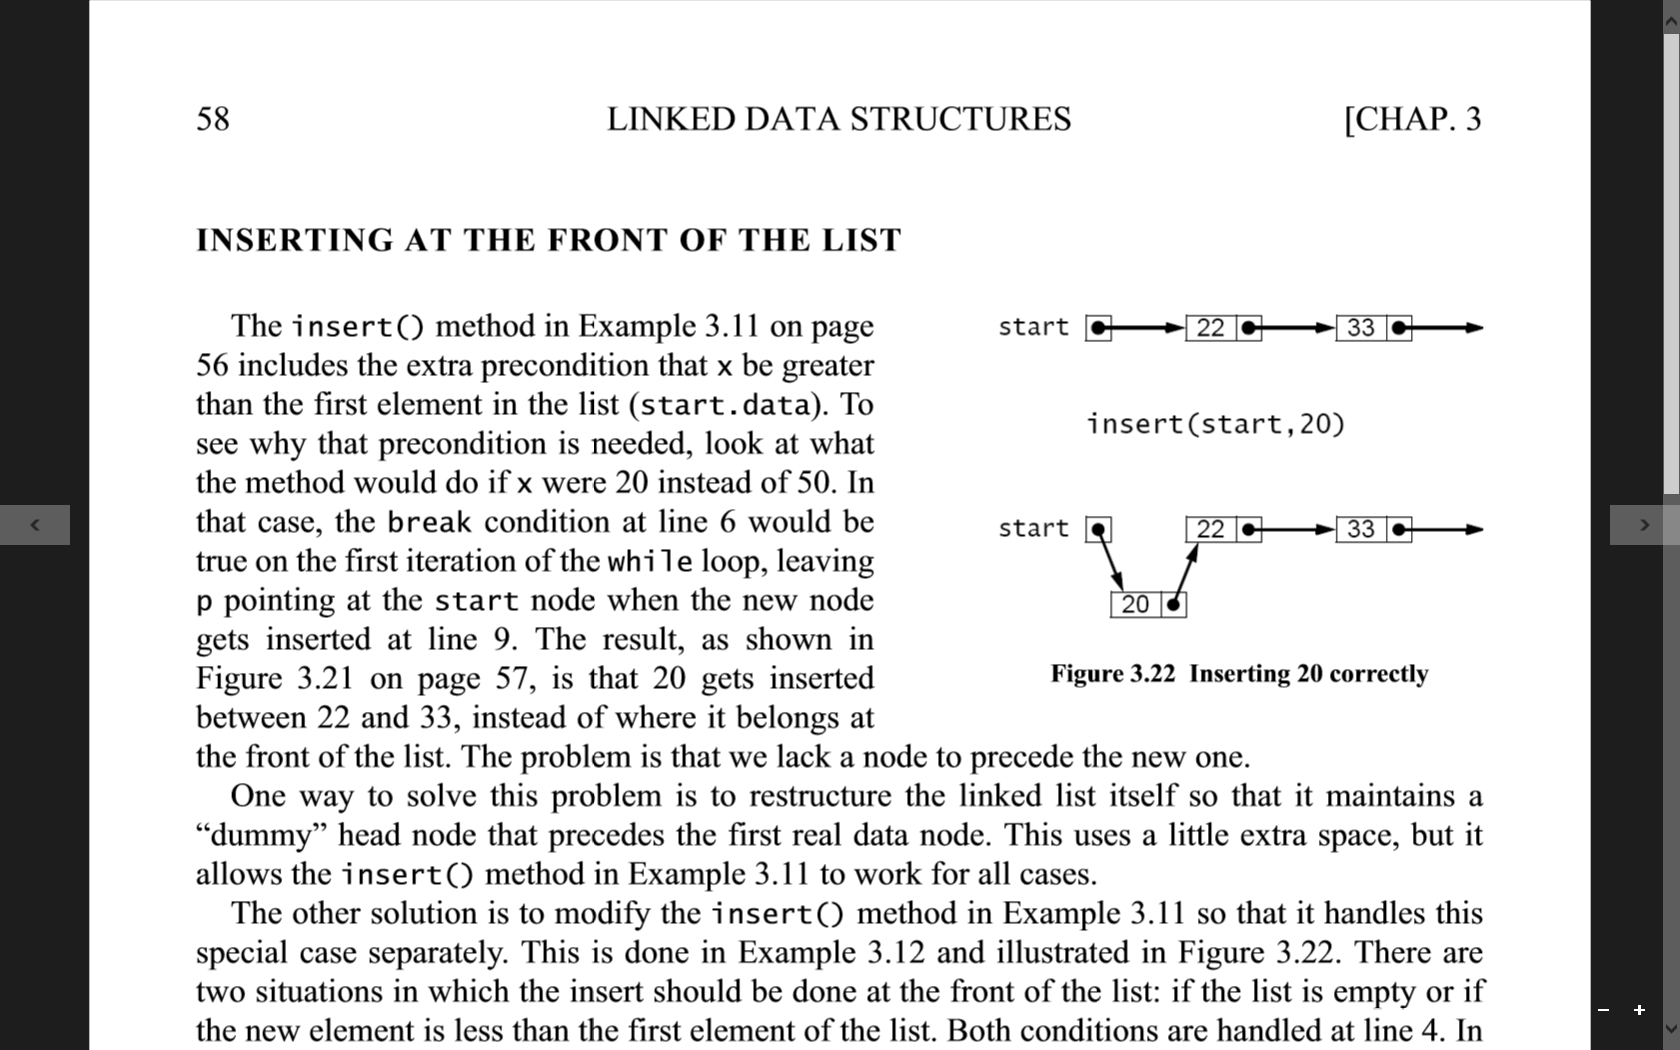 58 LINKED DATA STRUCTURES [CHAP. 3
INSERTING AT THE FRONT OF THE LIST
The insert() method in Example 3.11 on page
56 includes the extra precondition that x be greater
than the first element in the list (start.data). To
see why that precondition is needed, look at what
the method would do if x were 20 instead of 50. In
that case, the break condition at line 6 would be
true on the first iteration of the while loop, leaving
p pointing at the start node when the new node
gets inserted at line 9. The result, as shown in
Figure 3.21 on page 57, is that 20 gets inserted
between 22 and 33, instead of where it belongs at
the front of the list. The problem is that we lack a node to precede the new one.
start 22 33
insert(start,20)
start 22 33
20
Figure 3.22 Inserting 20 correctly
One way to solve this problem is to restructure the linked list itself so that it maintains a
“dummy” head node that precedes the first real data node. This uses a little extra space, but it
allows the insert() method in Example 3.11 to work for all cases.
The other solution is to modify the insert() method in Example 3.11 so that it handles this
special case separately. This is done in Example 3.12 and illustrated in Figure 3.22. There are
two situations in which the insert should be done at the front of the list: if the list is empty or if
the new element is less than the first element of the list. Both conditions are handled at line 4. In